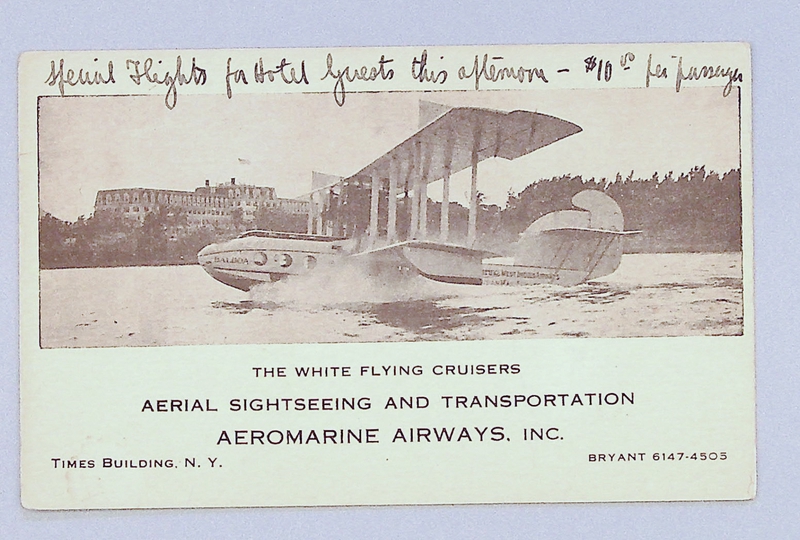 Special Flights for Hotel Guests this afternoon - $10 00 per passenger
BALBOA
THE WHITE FLYING CRUISERS
AERIAL SIGHTSEEING AND TRANSPORTATION
AEROMARINE AIRWAYS, INC.
TIMES BUILDING, N. Y.
BRYANT 6147-4505